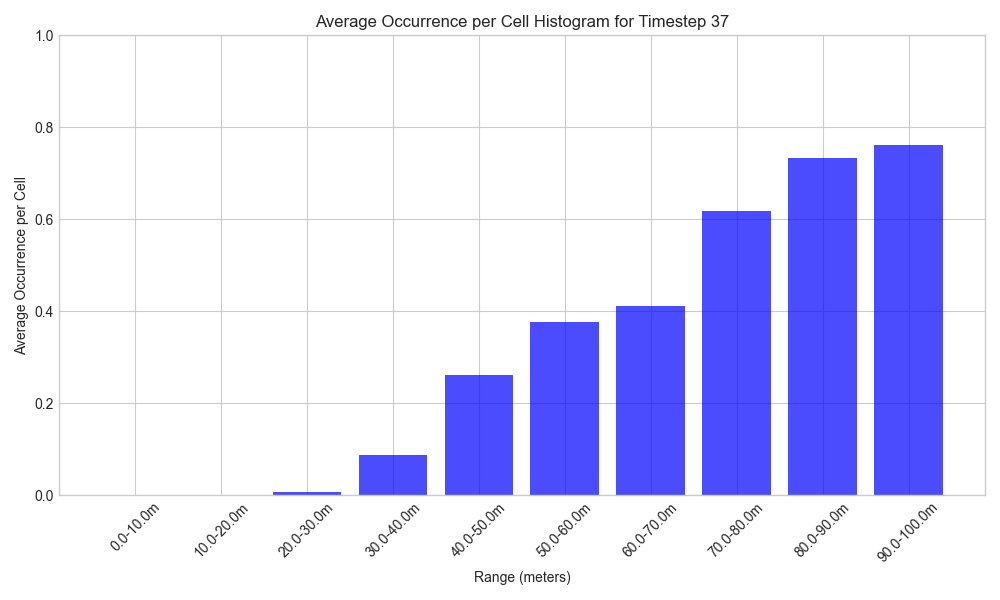 Average Occurrence per Cell Histogram for Timestep 37
Average Occurrence per Cell
1.0
0.8
0.6
0.4
0.2
0.0
0.0-10.0m
10.0-20.0m
20.0-30.0m
30.0-40.0m
40.0-50.0m
50.0-60.0m
60.0-70.0m
70.0-80.0m
80.0-90.0m
90.0-100.0m
Range (meters)